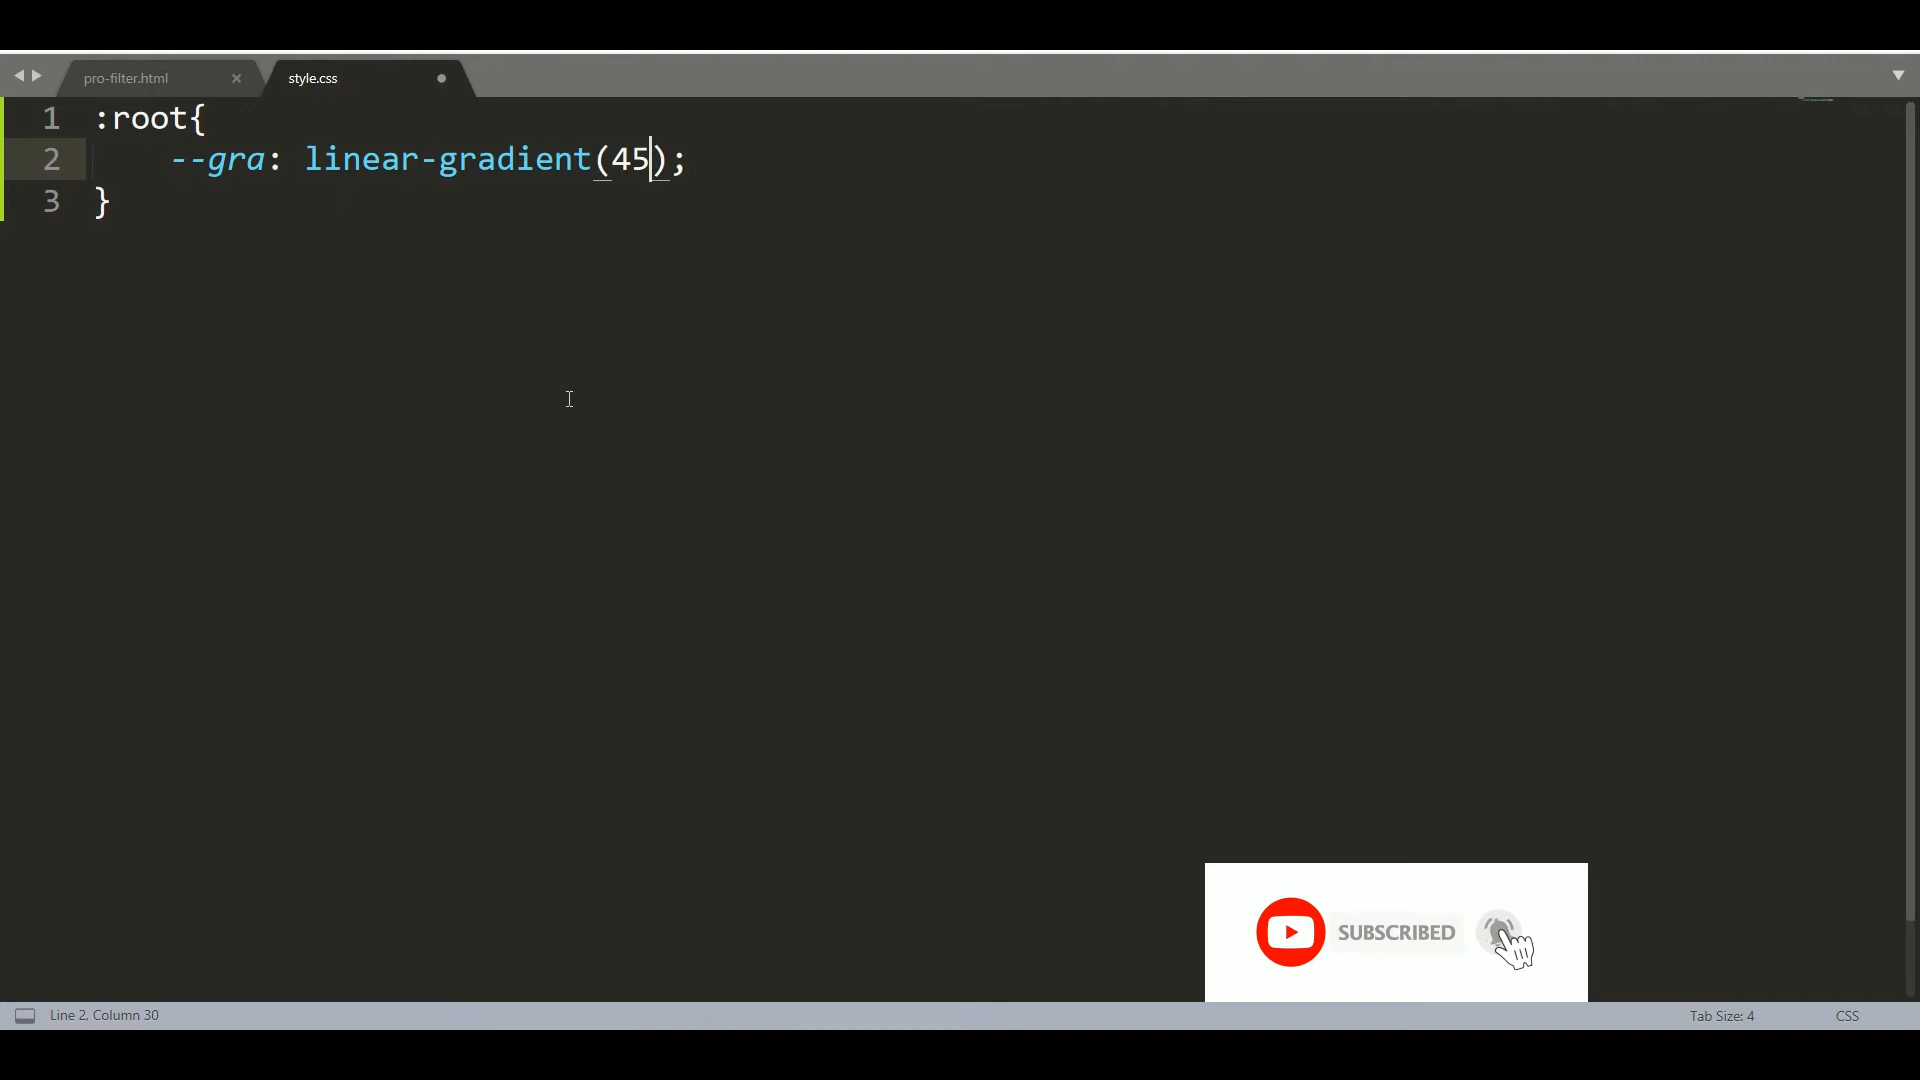 pro-filter.html
style.css
1 :root{
2 --gra: linear-gradient(45);
3 }
SUBSCRIBED
Line 2, Column 30
Tab Size: 4
CSS